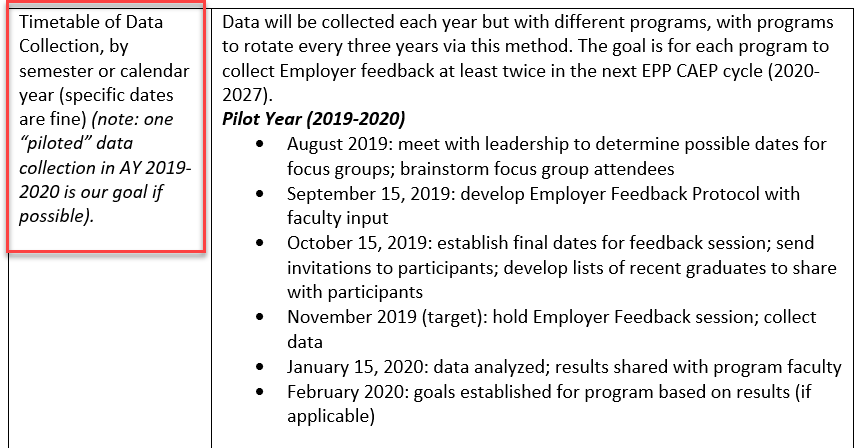 Timetable of Data
Collection, by
semester or calendar
year (specific dates
are fine) (note: one
“piloted” data
collection in AY 2019-
2020 is our goal if
possible).
Data will be collected each year but with different programs, with programs
to rotate every three years via this method. The goal is for each program to
collect Employer feedback at least twice in the next EPP CAEP cycle (2020-
2027).
Pilot Year (2019-2020)
• August 2019: meet with leadership to determine possible dates for
focus groups; brainstorm focus group attendees
• September 15, 2019: develop Employer Feedback Protocol with
faculty input
• October 15, 2019: establish final dates for feedback session; send
invitations to participants; develop lists of recent graduates to share
with participants
• November 2019 (target): hold Employer Feedback session; collect
data
• January 15, 2020: data analyzed; results shared with program faculty
• February 2020: goals established for program based on results (if
applicable)